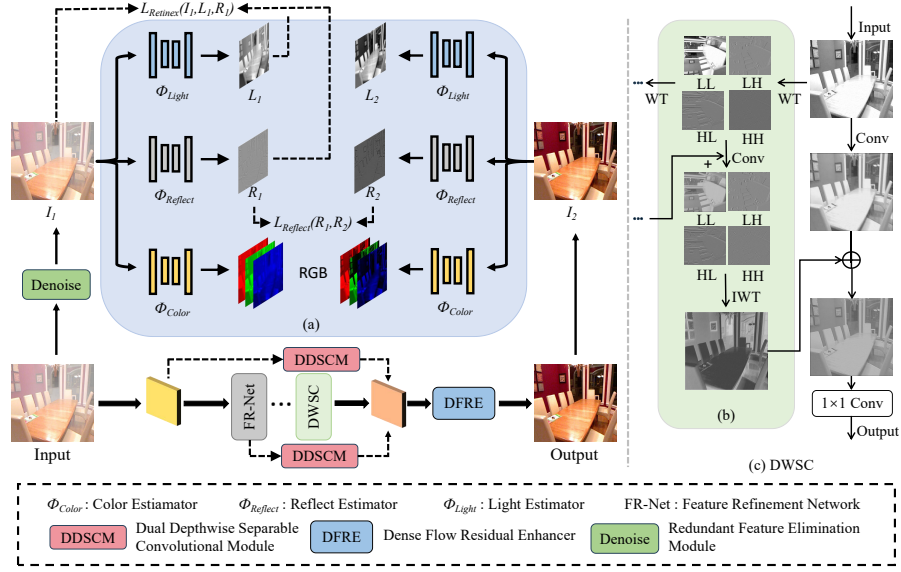 L_Retinex(I_1,L_1,R_1)
Φ_Light
L_1
L_2
Φ_Light
I_1
Φ_Reflect
R_1
R_2
Φ_Reflect
I_2
L_Reflect(R_1,R_2)
Denoise
RGB
Φ_Color
(a)
Φ_Color
DDSCM
FR-Net
...
DWSC
DFRE
DDSCM
Input
Output
Input
LL
LH
WT
WT
...
HL
HH
Conv
+
Conv
...
LL
LH
HL
HH
IWT
(b)
1×1 Conv
Output
(c) DWSC
Φ_Color : Color Estiamator
Φ_Reflect : Reflect Estimator
Φ_Light : Light Estimator
FR-Net : Feature Refinement Network
DDSCM
Dual Depthwise Separable
Convolutional Module
DFRE
Dense Flow Residual Enhancer
Denoise
Redundant Feature Elimination
Module